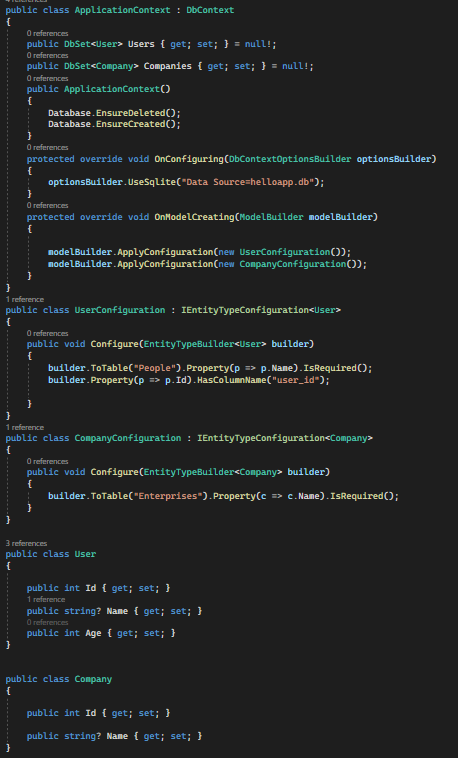 4 references
public class ApplicationContext : DbContext
{
0 references
public DbSet<User> Users { get; set; } = null!;
0 references
public DbSet<Company> Companies { get; set; } = null!;
0 references
public ApplicationContext()
{
Database.EnsureDeleted();
Database.EnsureCreated();
}
0 references
protected override void OnConfiguring(DbContextOptionsBuilder optionsBuilder)
{
optionsBuilder.UseSqlite("Data Source=helloapp.db");
}
0 references
protected override void OnModelCreating(ModelBuilder modelBuilder)
{
modelBuilder.ApplyConfiguration(new UserConfiguration());
modelBuilder.ApplyConfiguration(new CompanyConfiguration());
}
}
1 reference
public class UserConfiguration : IEntityTypeConfiguration<User>
{
0 references
public void Configure(EntityTypeBuilder<User> builder)
{
builder.ToTable("People").Property(p => p.Name).IsRequired();
builder.Property(p => p.Id).HasColumnName("user_id");
}
}
1 reference
public class CompanyConfiguration : IEntityTypeConfiguration<Company>
{
0 references
public void Configure(EntityTypeBuilder<Company> builder)
{
builder.ToTable("Enterprises").Property(c => c.Name).IsRequired();
}
}
3 references
public class User
{
public int Id { get; set; }
1 reference
public string? Name { get; set; }
0 references
public int Age { get; set; }
}
public class Company
{
public int Id { get; set; }
public string? Name { get; set; }
}